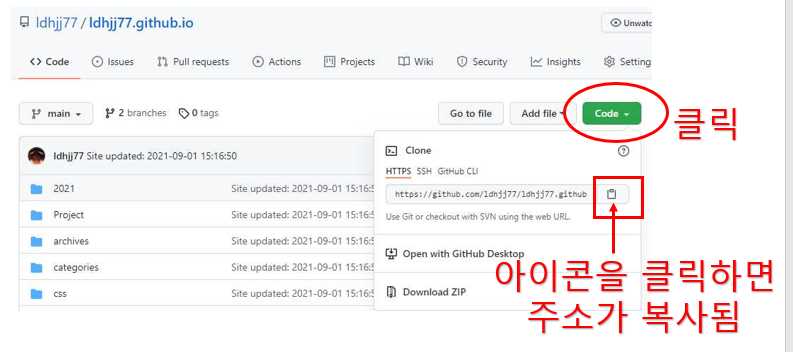 ldhjj77 / ldhjj77.github.io
Unwatc
Code Issues Pull requests Actions Projects Wiki Security Insights Setting
main 2 branches 0 tags Go to file Add file Code
클릭
ldhjj77 Site updated: 2021-09-01 15:16:50
Clone
HTTPS SSH GitHub CLI
2021 Site updated: 2021-09-01 15:16:5
https://github.com/ldhjj77/ldhjj77.github
Project Site updated: 2021-09-01 15:16:5
Use Git or checkout with SVN using the web URL.
archives Site updated: 2021-09-01 15:16:5
Open with GitHub Desktop
categories Site updated: 2021-09-01 15:16:5
아이콘을 클릭하면
css Site updated: 2021-09-01 15:16:5
Download ZIP
주소가 복사됨